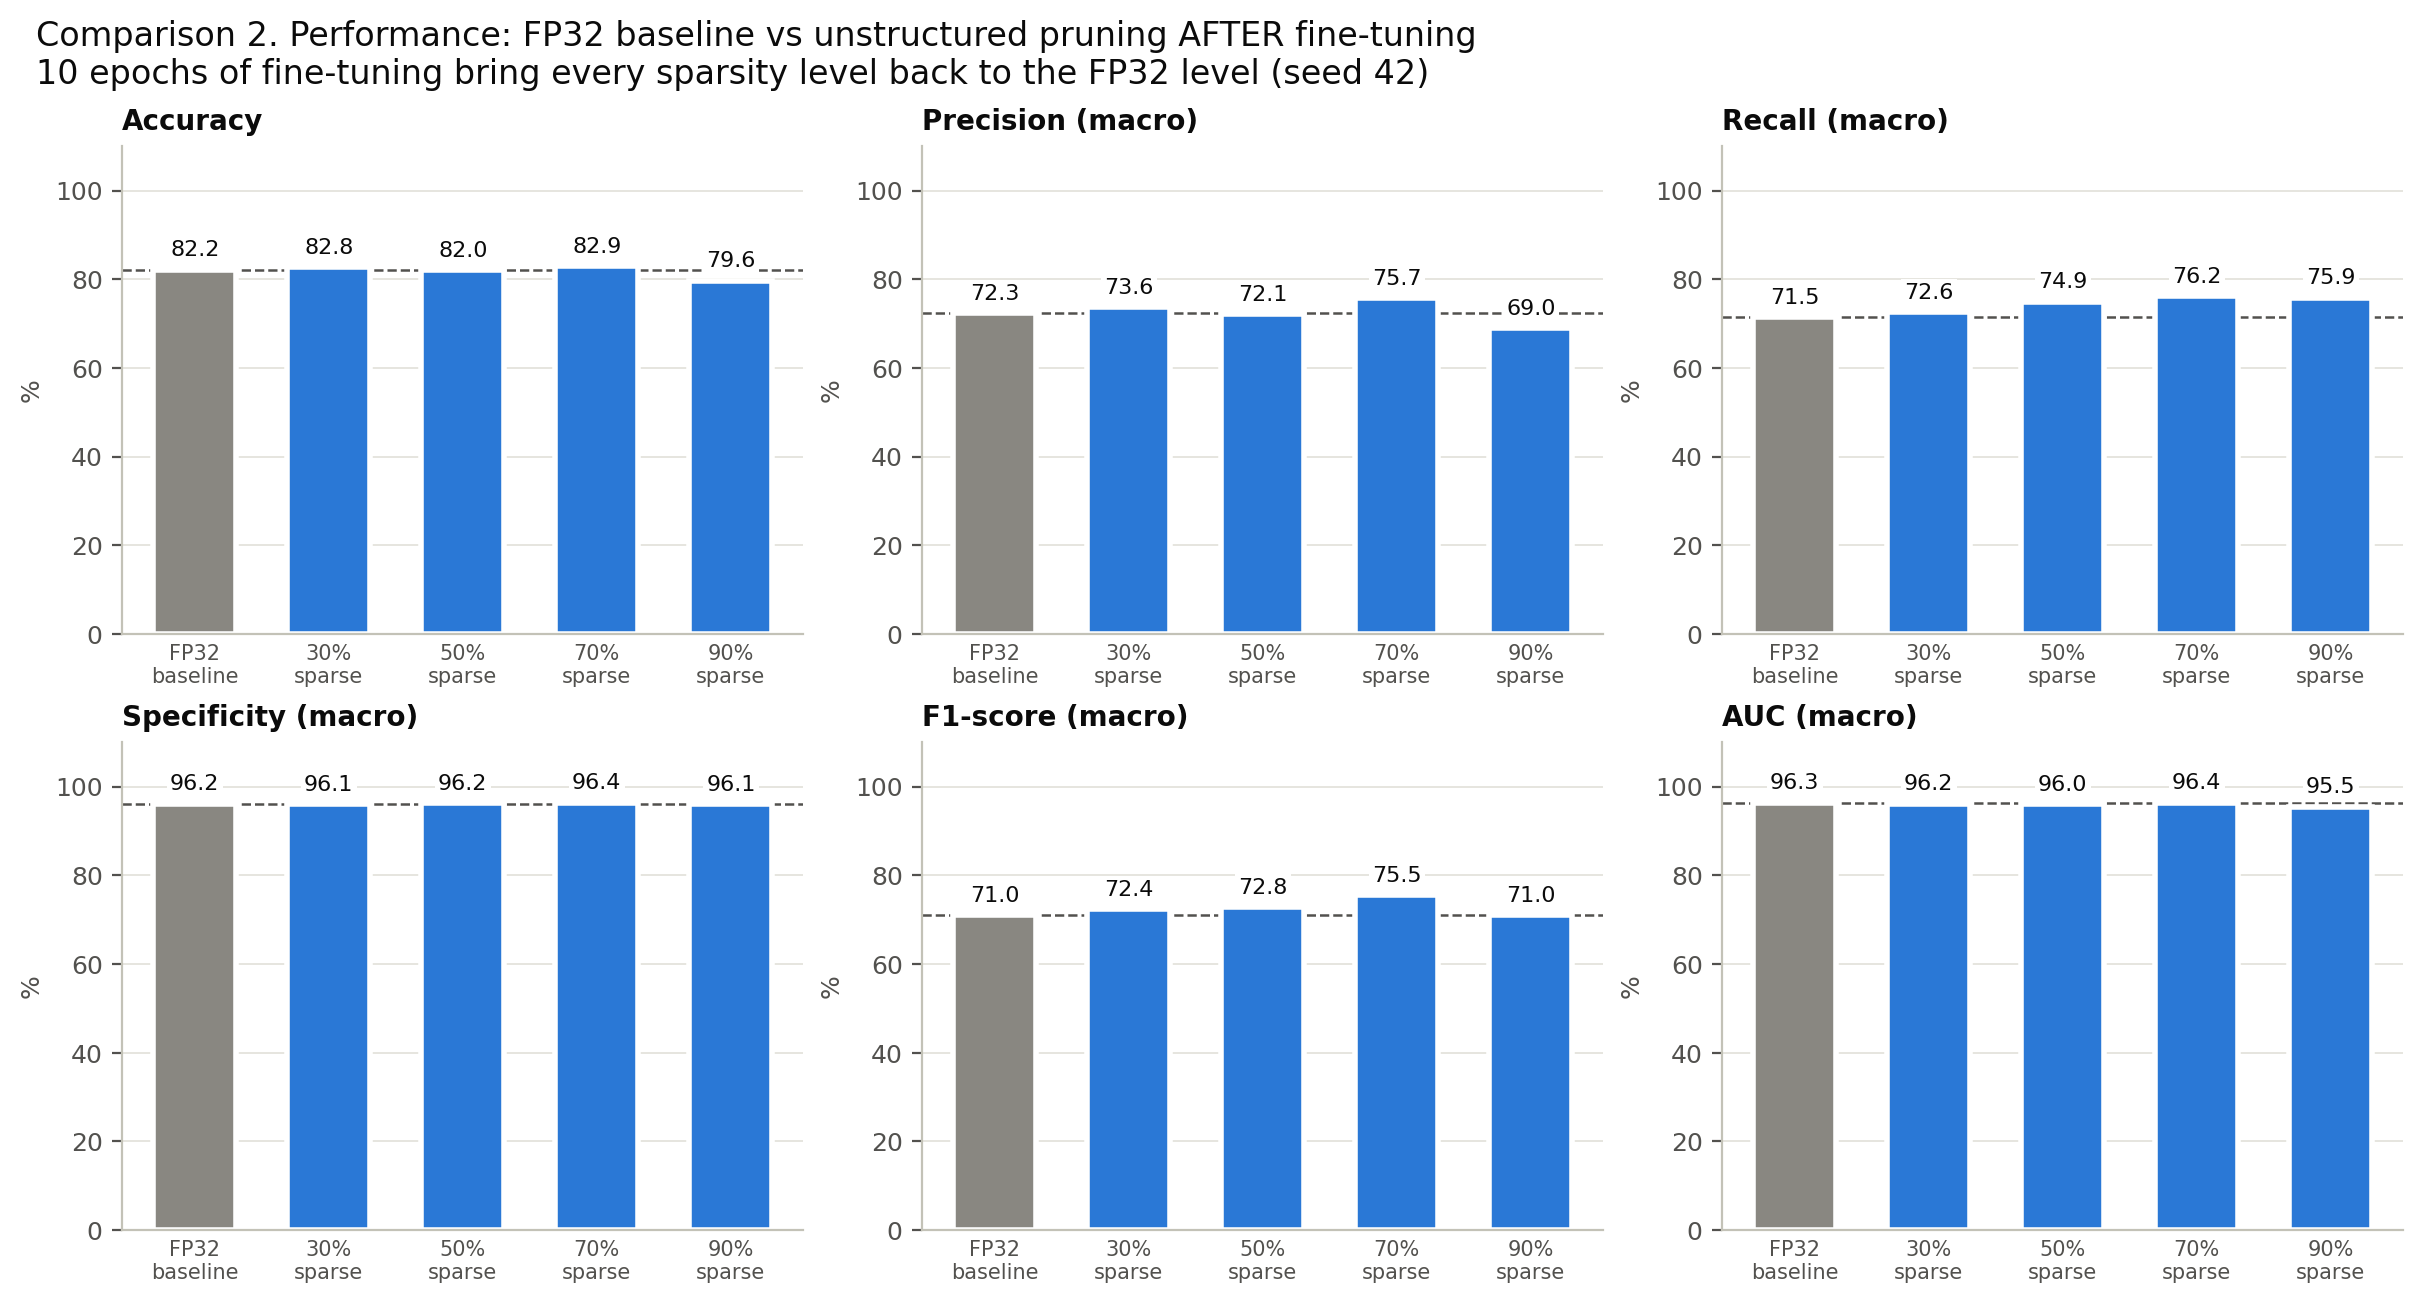 Comparison 2. Performance: FP32 baseline vs unstructured pruning AFTER fine-tuning
10 epochs of fine-tuning bring every sparsity level back to the FP32 level (seed 42)
Accuracy
%
100
80
60
40
20
0
82.2
82.8
82.0
82.9
79.6
FP32
baseline
30%
sparse
50%
sparse
70%
sparse
90%
sparse
Precision (macro)
%
100
80
60
40
20
0
72.3
73.6
72.1
75.7
69.0
FP32
baseline
30%
sparse
50%
sparse
70%
sparse
90%
sparse
Recall (macro)
%
100
80
60
40
20
0
71.5
72.6
74.9
76.2
75.9
FP32
baseline
30%
sparse
50%
sparse
70%
sparse
90%
sparse
Specificity (macro)
%
100
80
60
40
20
0
96.2
96.1
96.2
96.4
96.1
FP32
baseline
30%
sparse
50%
sparse
70%
sparse
90%
sparse
F1-score (macro)
%
100
80
60
40
20
0
71.0
72.4
72.8
75.5
71.0
FP32
baseline
30%
sparse
50%
sparse
70%
sparse
90%
sparse
AUC (macro)
%
100
80
60
40
20
0
96.3
96.2
96.0
96.4
95.5
FP32
baseline
30%
sparse
50%
sparse
70%
sparse
90%
sparse